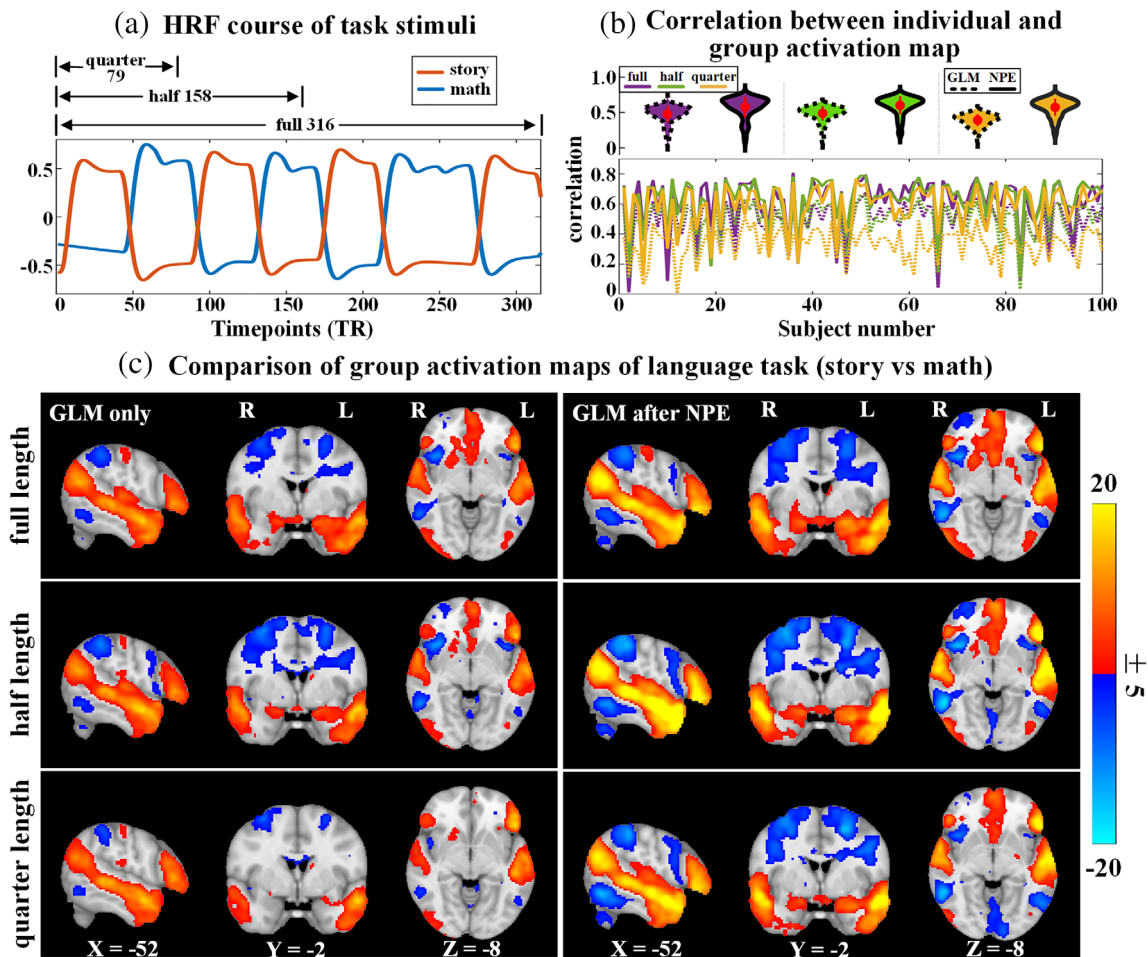 (a) HRF course of task stimuli
quarter
79
half 158
full 316
story
math
0.5
0
-0.5
0 50 100 150 200 250 300
Timepoints (TR)
(b) Correlation between individual and
group activation map
1.0
0.5
0
full half quarter
GLM NPE
correlation
0.8
0.6
0.4
0.2
0
0 20 40 60 80 100
Subject number
(c) Comparison of group activation maps of language task (story vs math)
GLM only R L R L
GLM after NPE R L R L
full length
half length
quarter length
X = -52 Y = -2 Z = -8
X = -52 Y = -2 Z = -8
20
± 5
-20